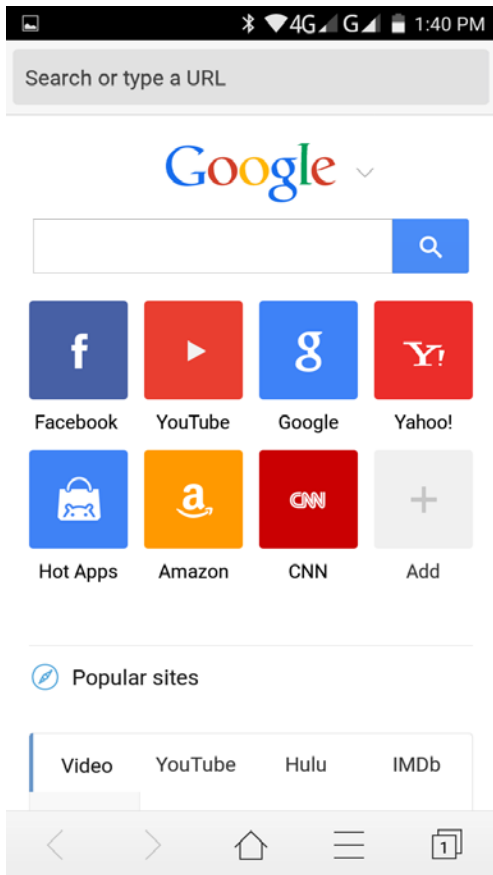 4G G 1:40 PM
Search or type a URL
Google
f g Y!
Facebook YouTube Google Yahoo!
a CNN
Hot Apps Amazon CNN Add
Popular sites
Video YouTube Hulu IMDb
1